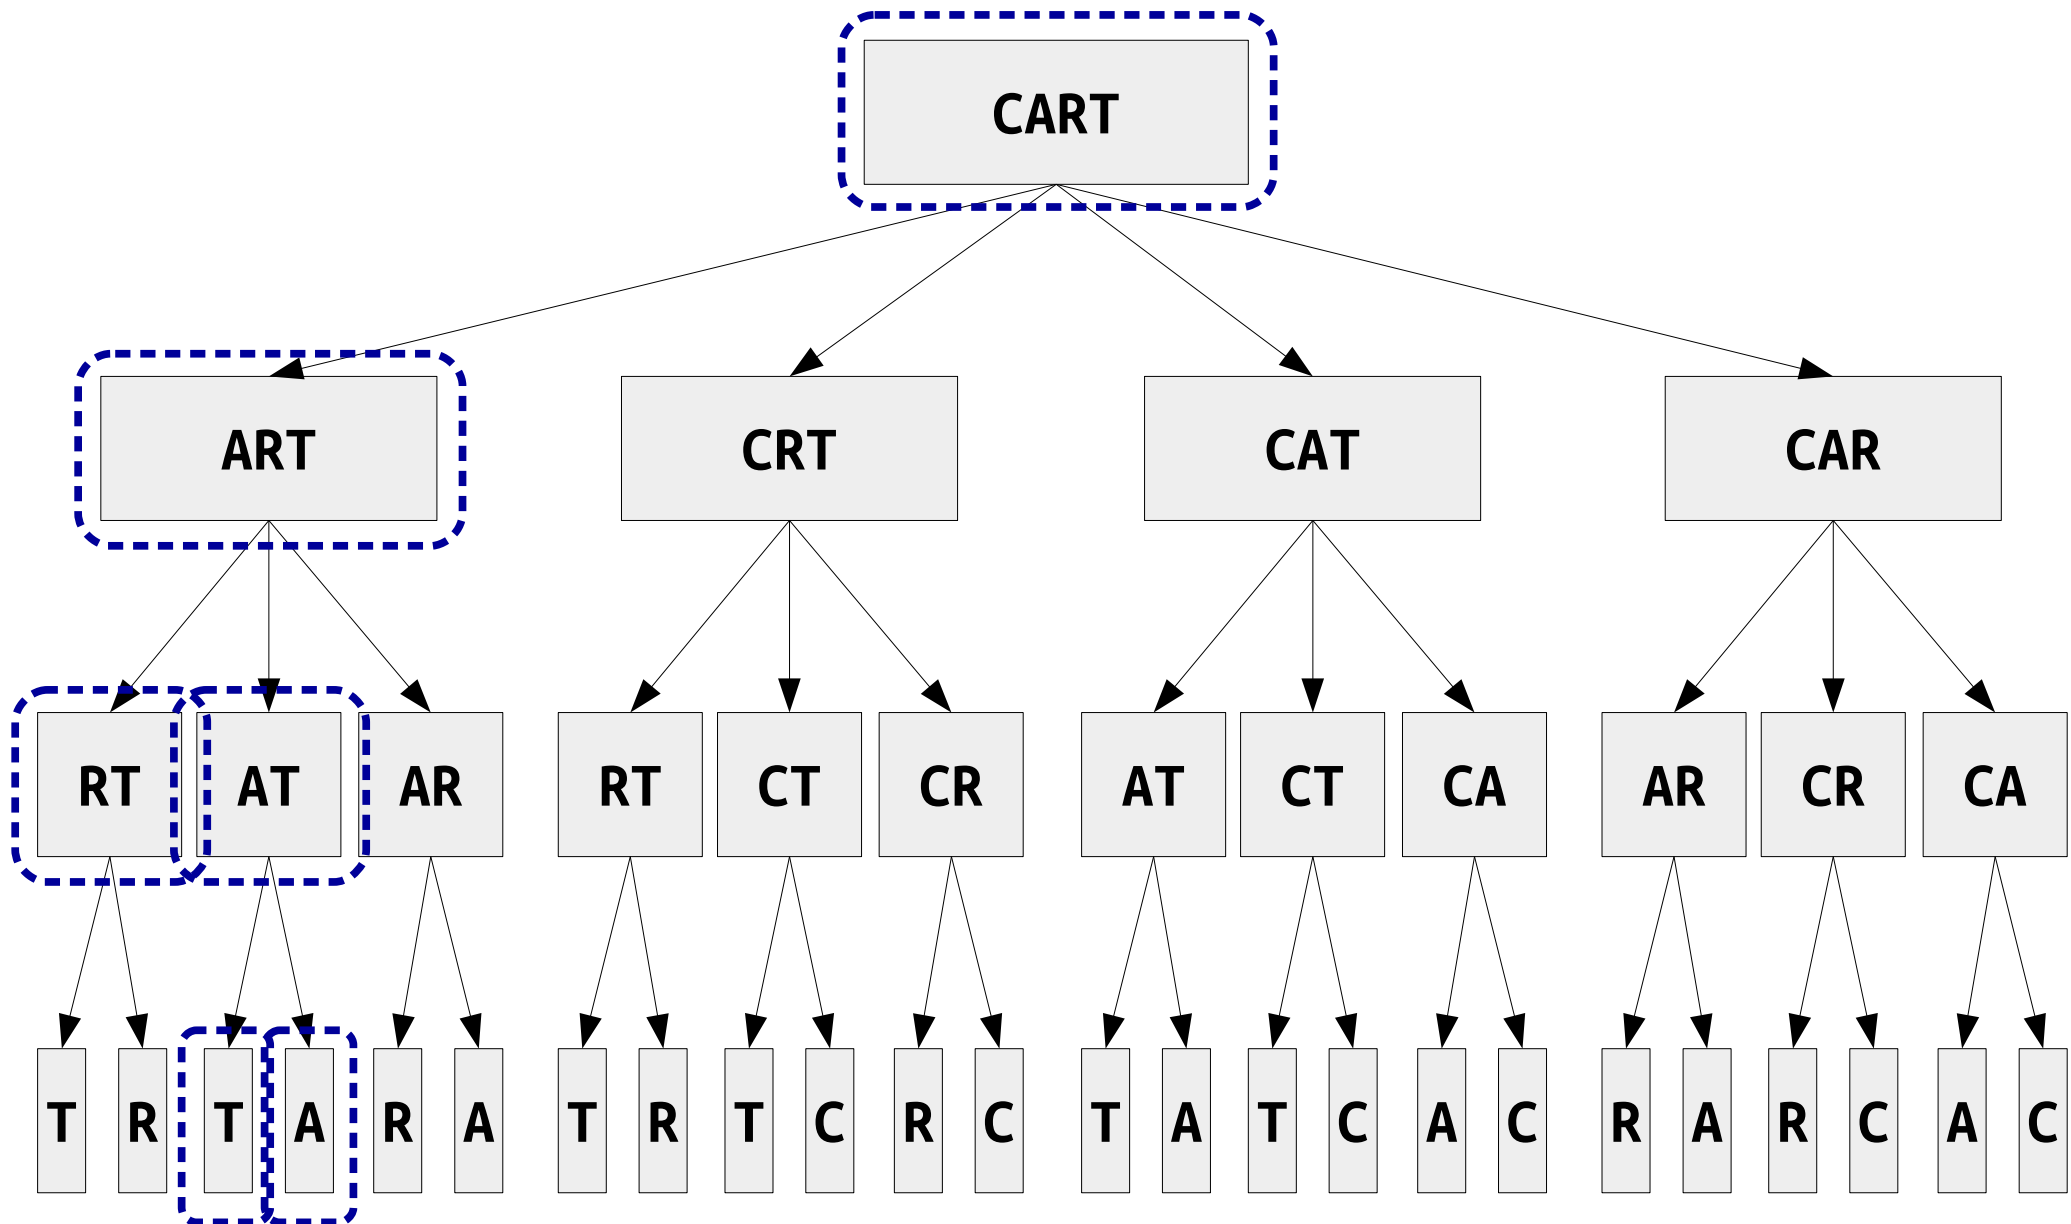 CART
ART CRT CAT CAR
RT AT AR RT CT CR AT CT CA AR CR CA
T R T A R A T R T C R C T A T C A C R A R C A C